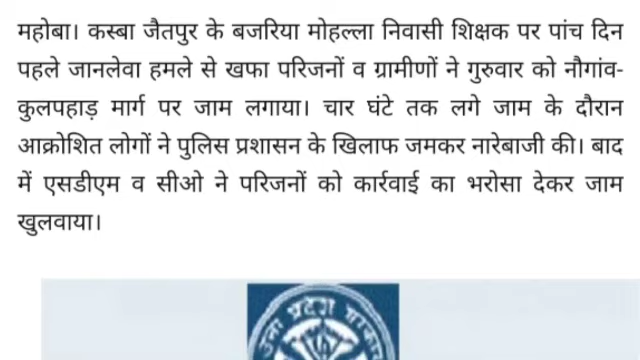 महोबा। कस्बा जैतपुर के बजरिया मोहल्ला निवासी शिक्षक पर पांच दिन
पहले जानलेवा हमले से खफा परिजनों व ग्रामीणों ने गुरुवार को नौगांव-
कुलपहाड़ मार्ग पर जाम लगाया। चार घंटे तक लगे जाम के दौरान
आक्रोशित लोगों ने पुलिस प्रशासन के खिलाफ जमकर नारेबाजी की। बाद
में एसडीएम व सीओ ने परिजनों को कार्रवाई का भरोसा देकर जाम
खुलवाया।
प्रदेश